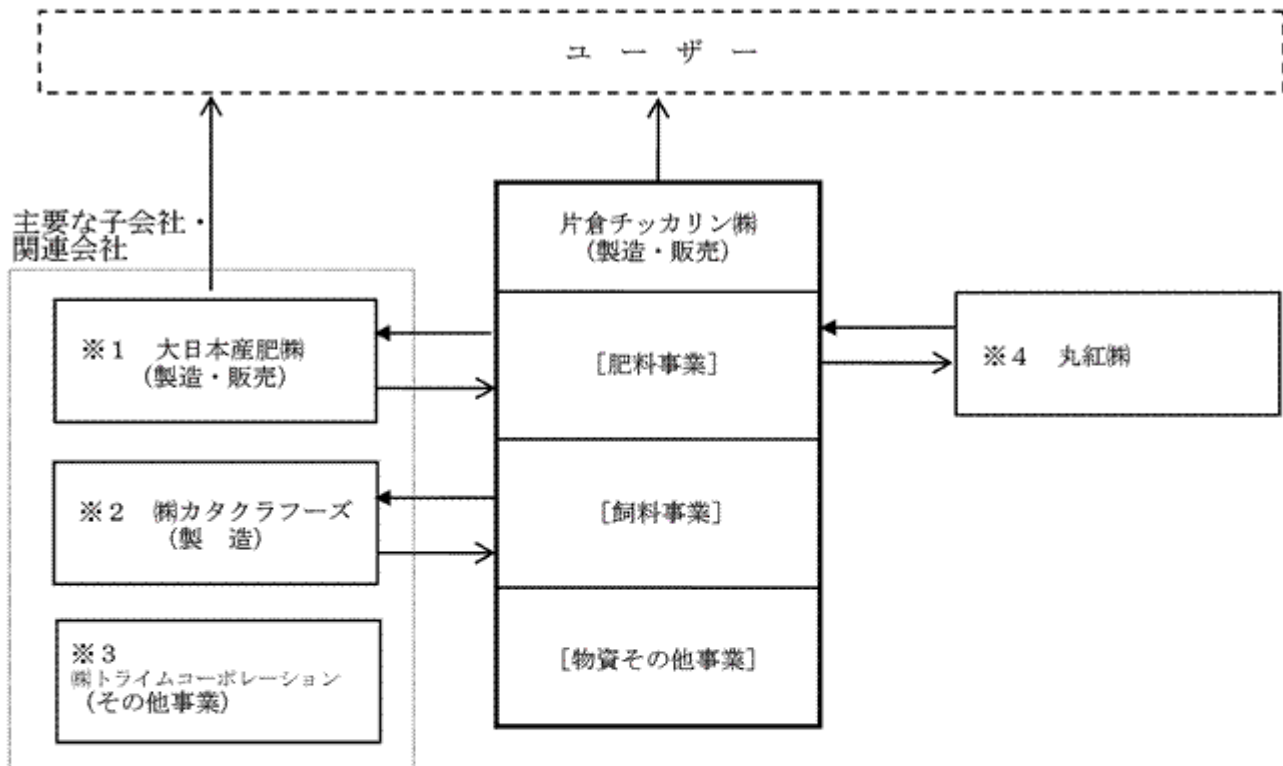 ユ ー ザ ー
主要な子会社・
関連会社
片倉チッカリン㈱
(製造・販売)
※1 大日本産肥㈱
(製造・販売)
[肥料事業]
※4 丸紅㈱
※2 ㈱カタクラフーズ
(製 造)
[飼料事業]
※3
㈱トライムコーポレーション
(その他事業)
[物資その他事業]